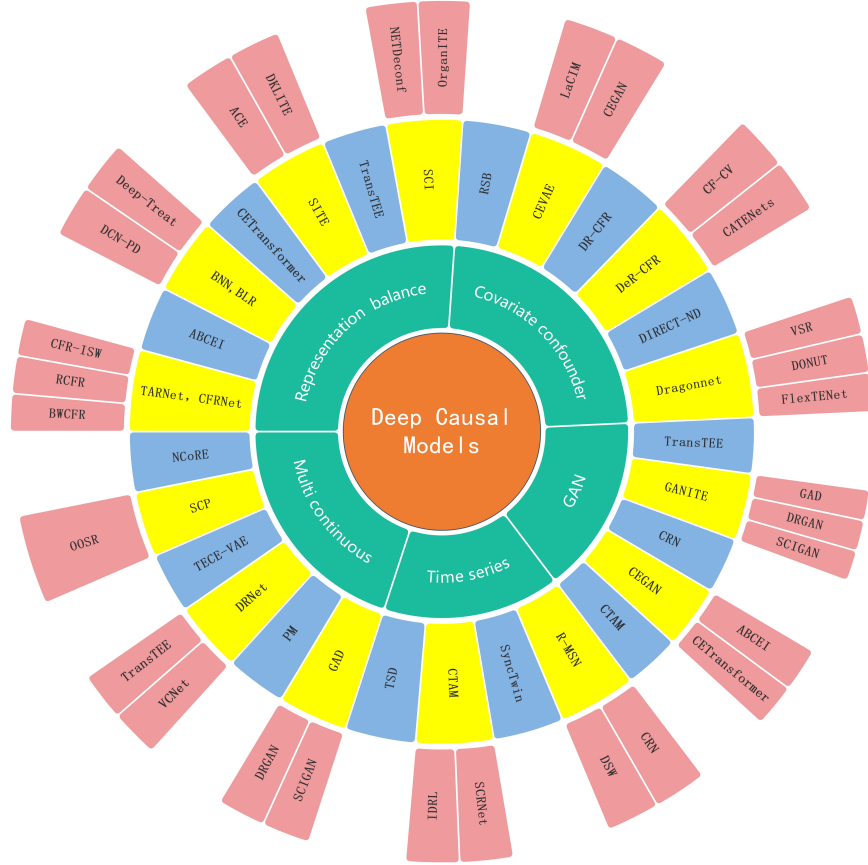 Deep Causal
Models
Representation balance
Covariate confounder
GAN
Time series
Multi continuous
SCI
RSB
CEVAE
DR-CFR
DeR-CFR
DIRECT-ND
Dragonnet
TransTEE
GANITE
CRN
CEGAN
CTAM
R-MSN
SyncTwin
CTAM
TSD
GAD
PM
DRNet
TECE-VAE
SCP
NCoRE
TARNet, CFRNet
ABCEI
BNN,BLR
CETransformer
SITE
TransTEE
NETDeconf
OrganITE
LaCIM
CEGAN
CF-CV
CATENets
VSR
DONUT
FlexTENet
GAD
DRGAN
SCIGAN
ABCEI
CETransformer
CRN
DSW
SCRNet
IDRL
SCIGAN
DRGAN
VCNet
TransTEE
OOSR
BWCFR
RCFR
CFR-ISW
DCN-PD
Deep-Treat
ACE
DKLITE